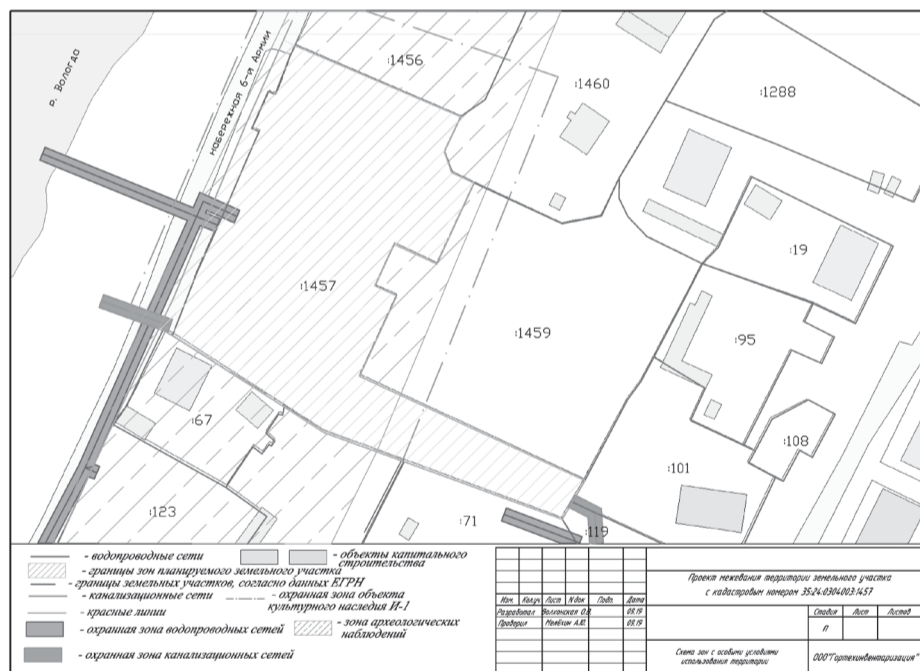 р. Вологда
набережная 6-й Армии
:1456
:1460
:1288
:19
:1457
:1459
:95
:67
:108
:101
:123
:71
:119
- водопроводные сети
- объекты капитального
строительства
- границы зон планируемого земельного участка
- границы земельных участков, согласно данных ЕГРН
- канализационные сети
- охранная зона объекта
культурного наследия И-1
- красные линии
- охранная зона водопроводных сетей
- зона археологических
наблюдений
- охранная зона канализационных сетей
Проект межевания территории земельного участка
с кадастровым номером 35:24:0304003:1457
Изм. Кол.уч Лист №док Подп. Дата
Разработал Волконская О.В. 09.19
Проверил 09.19
Стадия Лист Листов
П
Схема зон с особыми условиями
использования территории
ООО"Гортехинвентаризация"